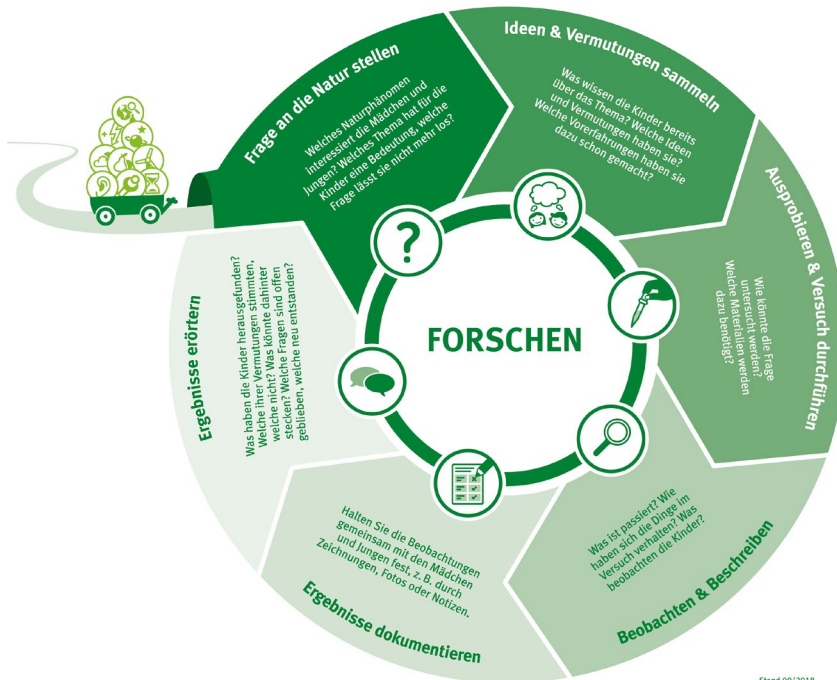 Frage an die Natur stellen
Welches Naturphänomen
interessiert die Mädchen und
Jungen? Welches Thema hat für die
Kinder eine Bedeutung, welche
Frage lässt sie nicht mehr los?
Ideen & Vermutungen sammeln
Was wissen die Kinder bereits
über das Thema? Welche Ideen
und Vermutungen haben sie?
Welche Vorerfahrungen haben sie
dazu schon gemacht?
Ausprobieren & Versuch durchführen
Wie könnte die Frage
untersucht werden?
Welche Materialien werden
dazu benötigt?
Beobachten & Beschreiben
Was ist passiert? Wie
haben sich die Dinge im
Versuch verhalten? Was
beobachten die Kinder?
Ergebnisse dokumentieren
Halten Sie die Beobachtungen
gemeinsam mit den Mädchen
und Jungen fest, z. B. durch
Zeichnungen, Fotos oder Notizen.
Ergebnisse erörtern
Was haben die Kinder herausgefunden?
Welche ihrer Vermutungen stimmten,
welche nicht? Was könnte dahinter
stecken? Welche Fragen sind offen
geblieben, welche neu entstanden?
?
FORSCHEN
Stand 09/2018